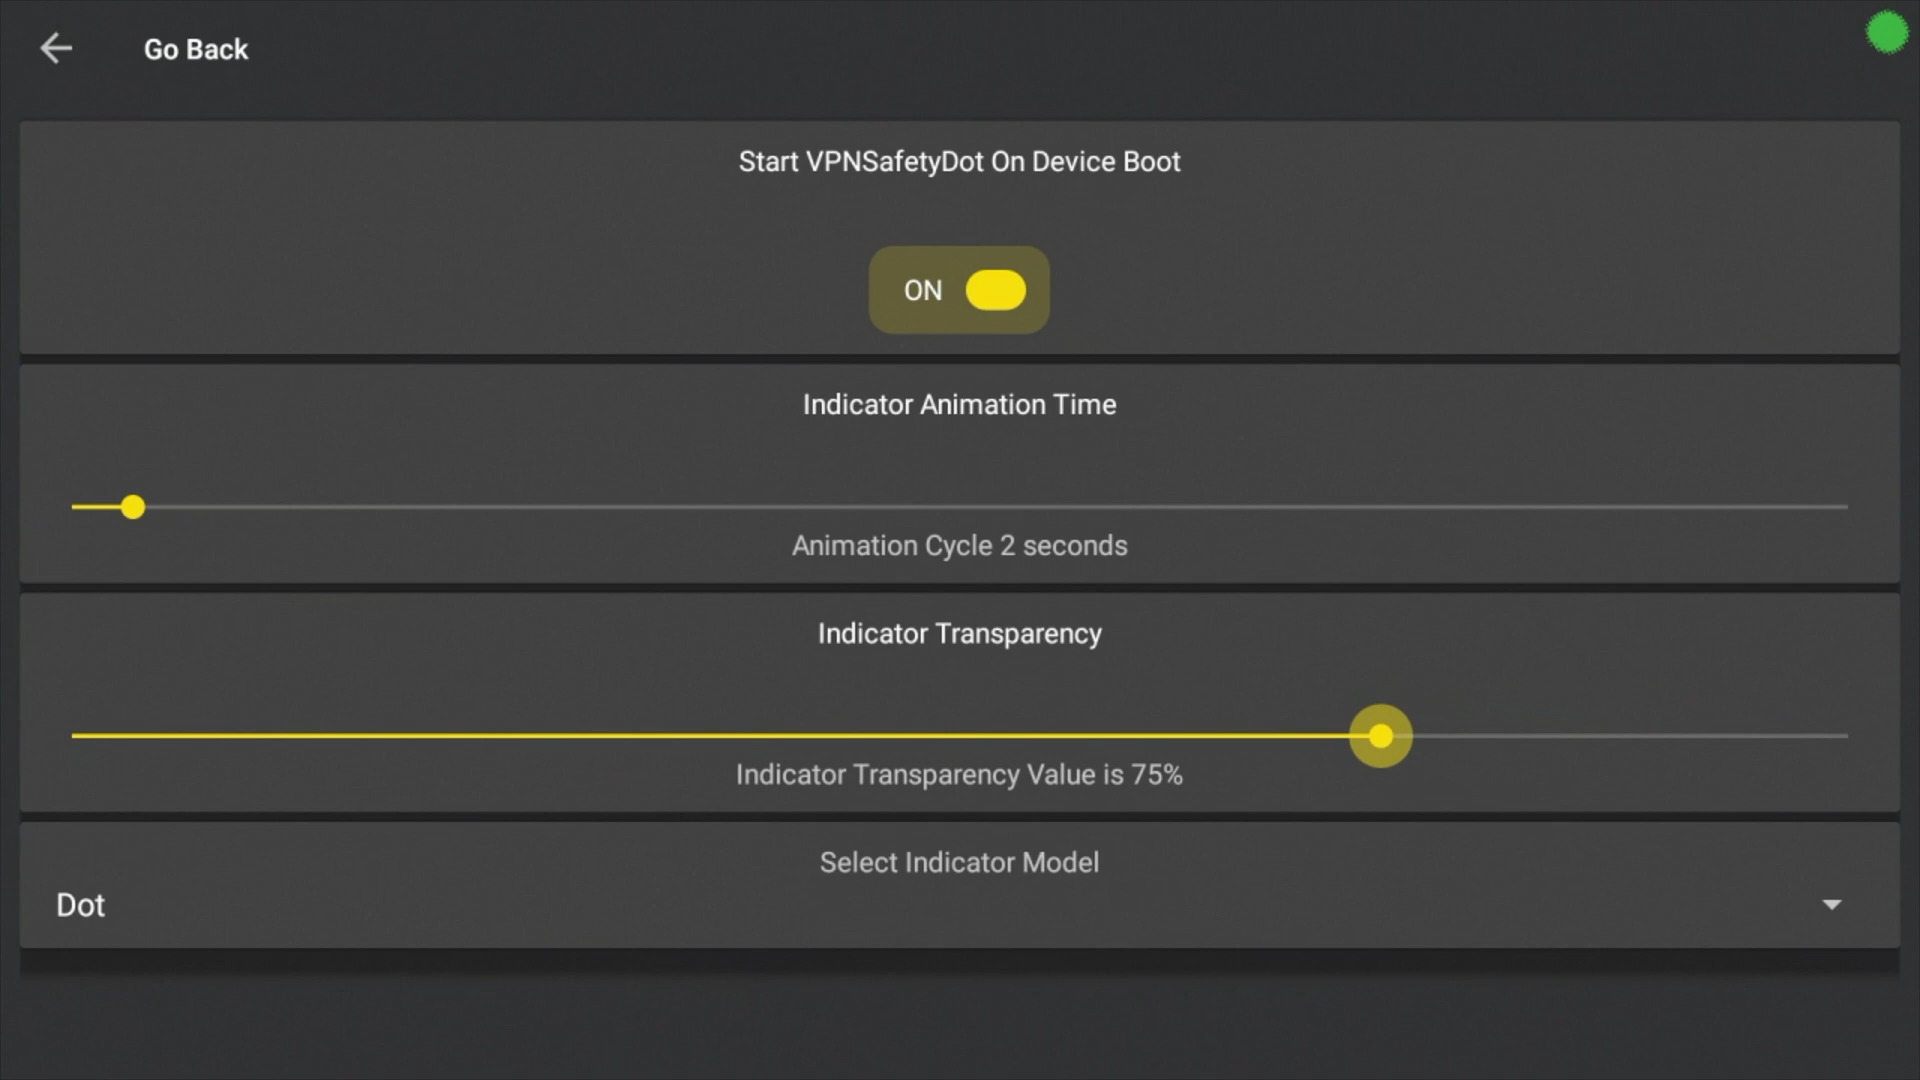 Go Back
Start VPNSafetyDot On Device Boot
ON
Indicator Animation Time
Animation Cycle 2 seconds
Indicator Transparency
Indicator Transparency Value is 75%
Select Indicator Model
Dot